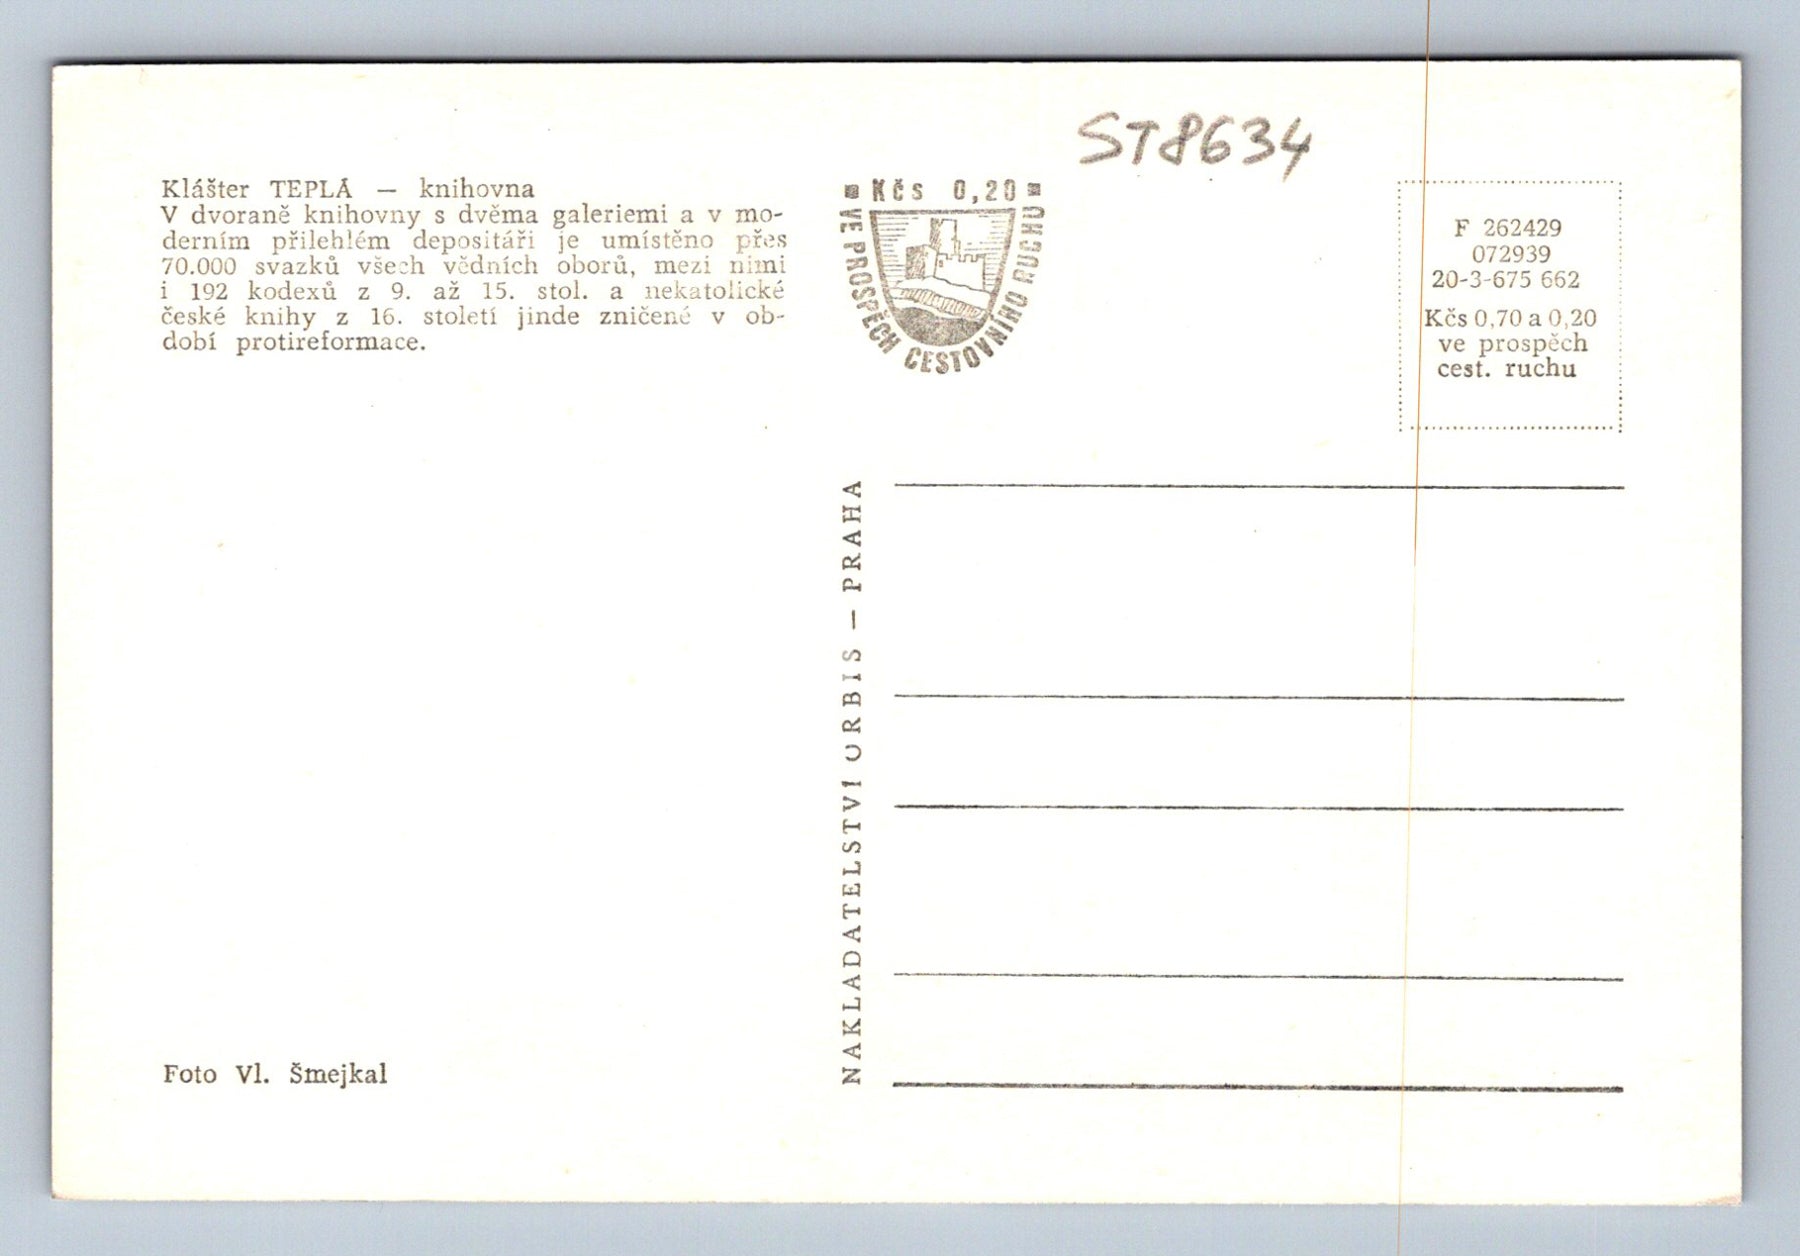 ST8634
Klášter TEPLÁ — knihovna
V dvoraně knihovny s dvěma galeriemi a v mo-
derním přilehlém depositáři je umístěno přes
70.000 svazků všech vědních oborů, mezi nimi
i 192 kodexů z 9. až 15. stol. a nekatolické
české knihy z 16. století jinde zničené v ob-
dobí protireformace.
Foto Vl. Šmejkal
Kčs 0,20
VE PROSPĚCH CESTOVNÍHO RUCHU
NAKLADATELSTVÍ ORBIS — PRAHA
F 262429
072939
20-3-675 662
Kčs 0,70 a 0,20
ve prospěch
cest. ruchu